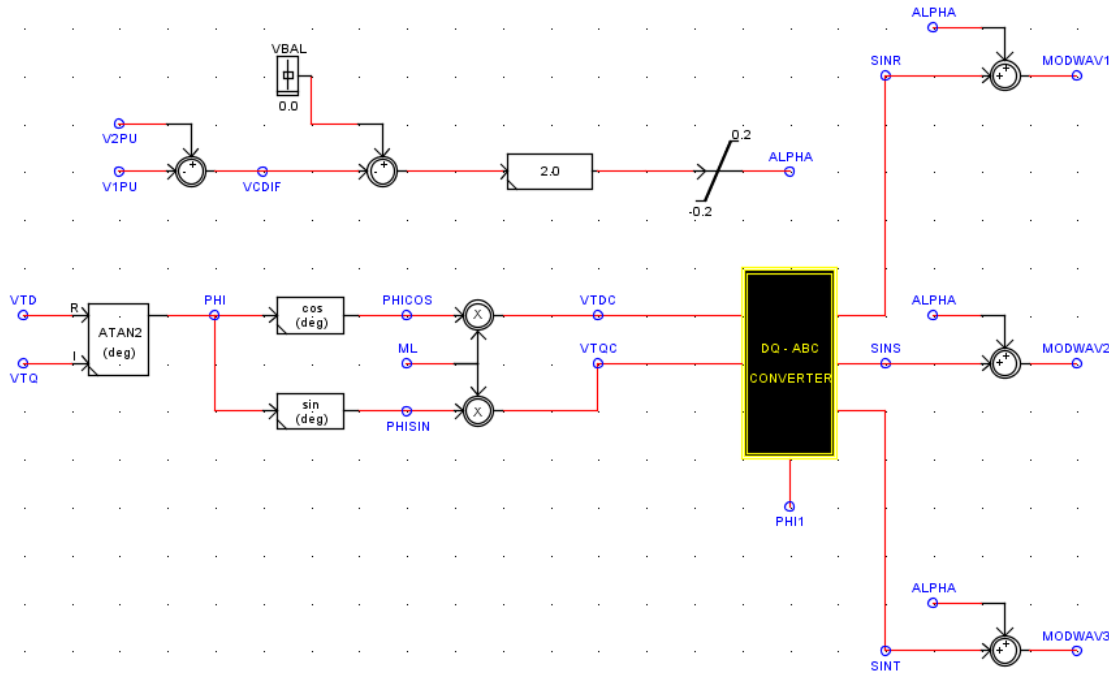 ALPHA
SINR
MODWAV1
+
+
VBAL
0.0
V2PU
V1PU
+
-
VCDIF
+
-
2.0
0.2
-0.2
ALPHA
VTD
VTQ
R
I
ATAN2
(deg)
PHI
cos
(deg)
sin
(deg)
PHICOS
ML
PHISIN
X
X
VTDC
VTQC
DQ - ABC
CONVERTER
PHI1
ALPHA
SINS
+
+
MODWAV2
ALPHA
+
+
MODWAV3
SINT